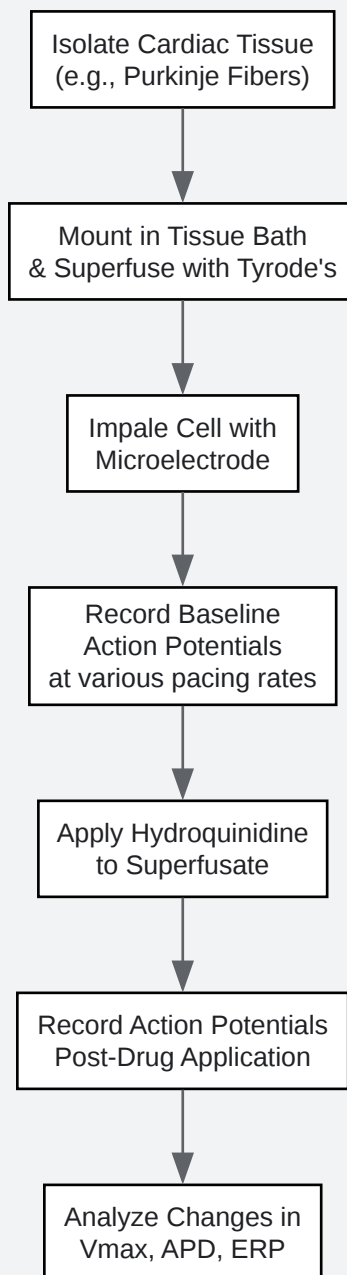 Isolate Cardiac Tissue
(e.g., Purkinje Fibers)
Mount in Tissue Bath
& Superfuse with Tyrode's
Impale Cell with
Microelectrode
Record Baseline
Action Potentials
at various pacing rates
Apply Hydroquinidine
to Superfusate
Record Action Potentials
Post-Drug Application
Analyze Changes in
Vmax, APD, ERP